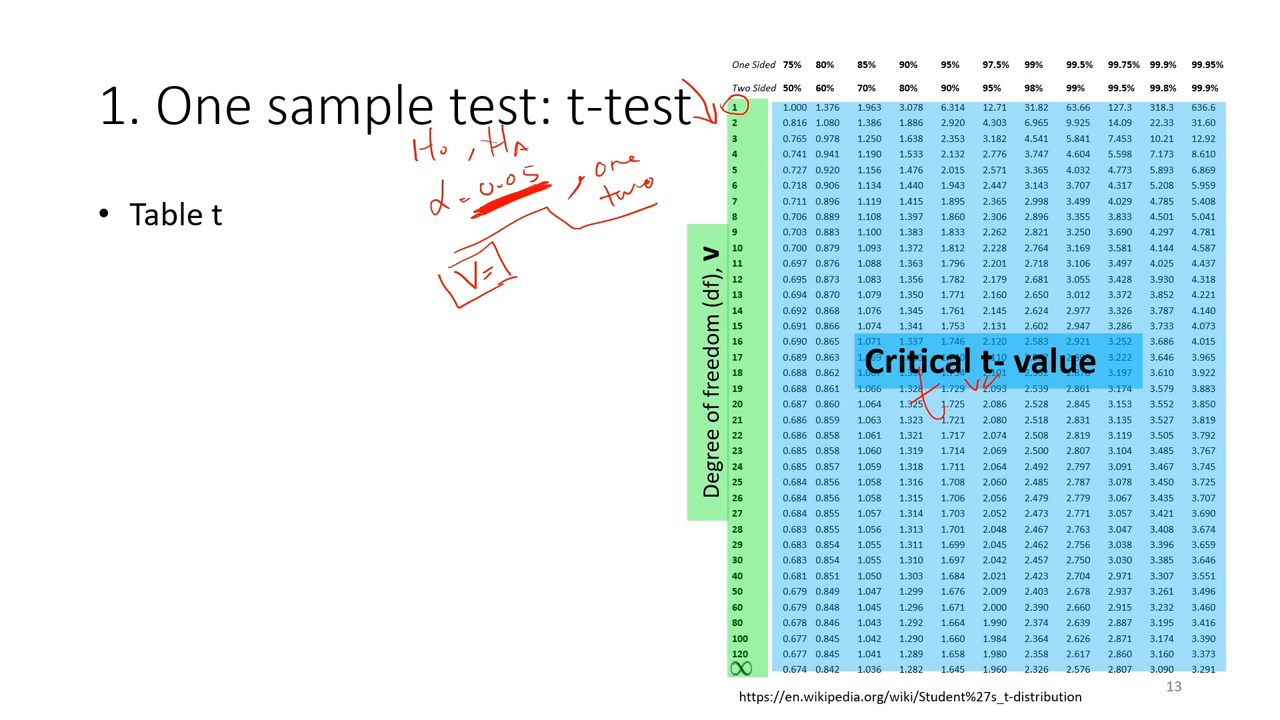 1. One sample test: t-test
H₀, Hₐ
α = 0.05, one
two
• Table t
V=
Degree of freedom (df), v
One Sided 75% 80% 85% 90% 95% 97.5% 99% 99.5% 99.75% 99.9% 99.95%
Two Sided 50% 60% 70% 80% 90% 95% 98% 99% 99.5% 99.8% 99.9%
1 1.000 1.376 1.963 3.078 6.314 12.71 31.82 63.66 127.3 318.3 636.6
2 0.816 1.080 1.386 1.886 2.920 4.303 6.965 9.925 14.09 22.33 31.60
3 0.765 0.978 1.250 1.638 2.353 3.182 4.541 5.841 7.453 10.21 12.92
4 0.741 0.941 1.190 1.533 2.132 2.776 3.747 4.604 5.598 7.173 8.610
5 0.727 0.920 1.156 1.476 2.015 2.571 3.365 4.032 4.773 5.893 6.869
6 0.718 0.906 1.134 1.440 1.943 2.447 3.143 3.707 4.317 5.208 5.959
7 0.711 0.896 1.119 1.415 1.895 2.365 2.998 3.499 4.029 4.785 5.408
8 0.706 0.889 1.108 1.397 1.860 2.306 2.896 3.355 3.833 4.501 5.041
9 0.703 0.883 1.100 1.383 1.833 2.262 2.821 3.250 3.690 4.297 4.781
10 0.700 0.879 1.093 1.372 1.812 2.228 2.764 3.169 3.581 4.144 4.587
11 0.697 0.876 1.088 1.363 1.796 2.201 2.718 3.106 3.497 4.025 4.437
12 0.695 0.873 1.083 1.356 1.782 2.179 2.681 3.055 3.428 3.930 4.318
13 0.694 0.870 1.079 1.350 1.771 2.160 2.650 3.012 3.372 3.852 4.221
14 0.692 0.868 1.076 1.345 1.761 2.145 2.624 2.977 3.326 3.787 4.140
15 0.691 0.866 1.074 1.341 1.753 2.131 2.602 2.947 3.286 3.733 4.073
16 0.690 0.865 1.071 1.337 1.746 2.120 2.583 2.921 3.252 3.686 4.015
17 0.689 0.863 3.222 3.646 3.965
Critical t- value
18 0.688 0.862 3.197 3.610 3.922
19 0.688 0.861 1.066 1.328 1.729 2.093 2.539 2.861 3.174 3.579 3.883
20 0.687 0.860 1.064 1.325 1.725 2.086 2.528 2.845 3.153 3.552 3.850
t
21 0.686 0.859 1.063 1.323 1.721 2.080 2.518 2.831 3.135 3.527 3.819
22 0.686 0.858 1.061 1.321 1.717 2.074 2.508 2.819 3.119 3.505 3.792
23 0.685 0.858 1.060 1.319 1.714 2.069 2.500 2.807 3.104 3.485 3.767
24 0.685 0.857 1.059 1.318 1.711 2.064 2.492 2.797 3.091 3.467 3.745
25 0.684 0.856 1.058 1.316 1.708 2.060 2.485 2.787 3.078 3.450 3.725
26 0.684 0.856 1.058 1.315 1.706 2.056 2.479 2.779 3.067 3.435 3.707
27 0.684 0.855 1.057 1.314 1.703 2.052 2.473 2.771 3.057 3.421 3.690
28 0.683 0.855 1.056 1.313 1.701 2.048 2.467 2.763 3.047 3.408 3.674
29 0.683 0.854 1.055 1.311 1.699 2.045 2.462 2.756 3.038 3.396 3.659
30 0.683 0.854 1.055 1.310 1.697 2.042 2.457 2.750 3.030 3.385 3.646
40 0.681 0.851 1.050 1.303 1.684 2.021 2.423 2.704 2.971 3.307 3.551
50 0.679 0.849 1.047 1.299 1.676 2.009 2.403 2.678 2.937 3.261 3.496
60 0.679 0.848 1.045 1.296 1.671 2.000 2.390 2.660 2.915 3.232 3.460
80 0.678 0.846 1.043 1.292 1.664 1.990 2.374 2.639 2.887 3.195 3.416
100 0.677 0.845 1.042 1.290 1.660 1.984 2.364 2.626 2.871 3.174 3.390
120 0.677 0.845 1.041 1.289 1.658 1.980 2.358 2.617 2.860 3.160 3.373
∞ 0.674 0.842 1.036 1.282 1.645 1.960 2.326 2.576 2.807 3.090 3.291
13
https://en.wikipedia.org/wiki/Student%27s_t-distribution